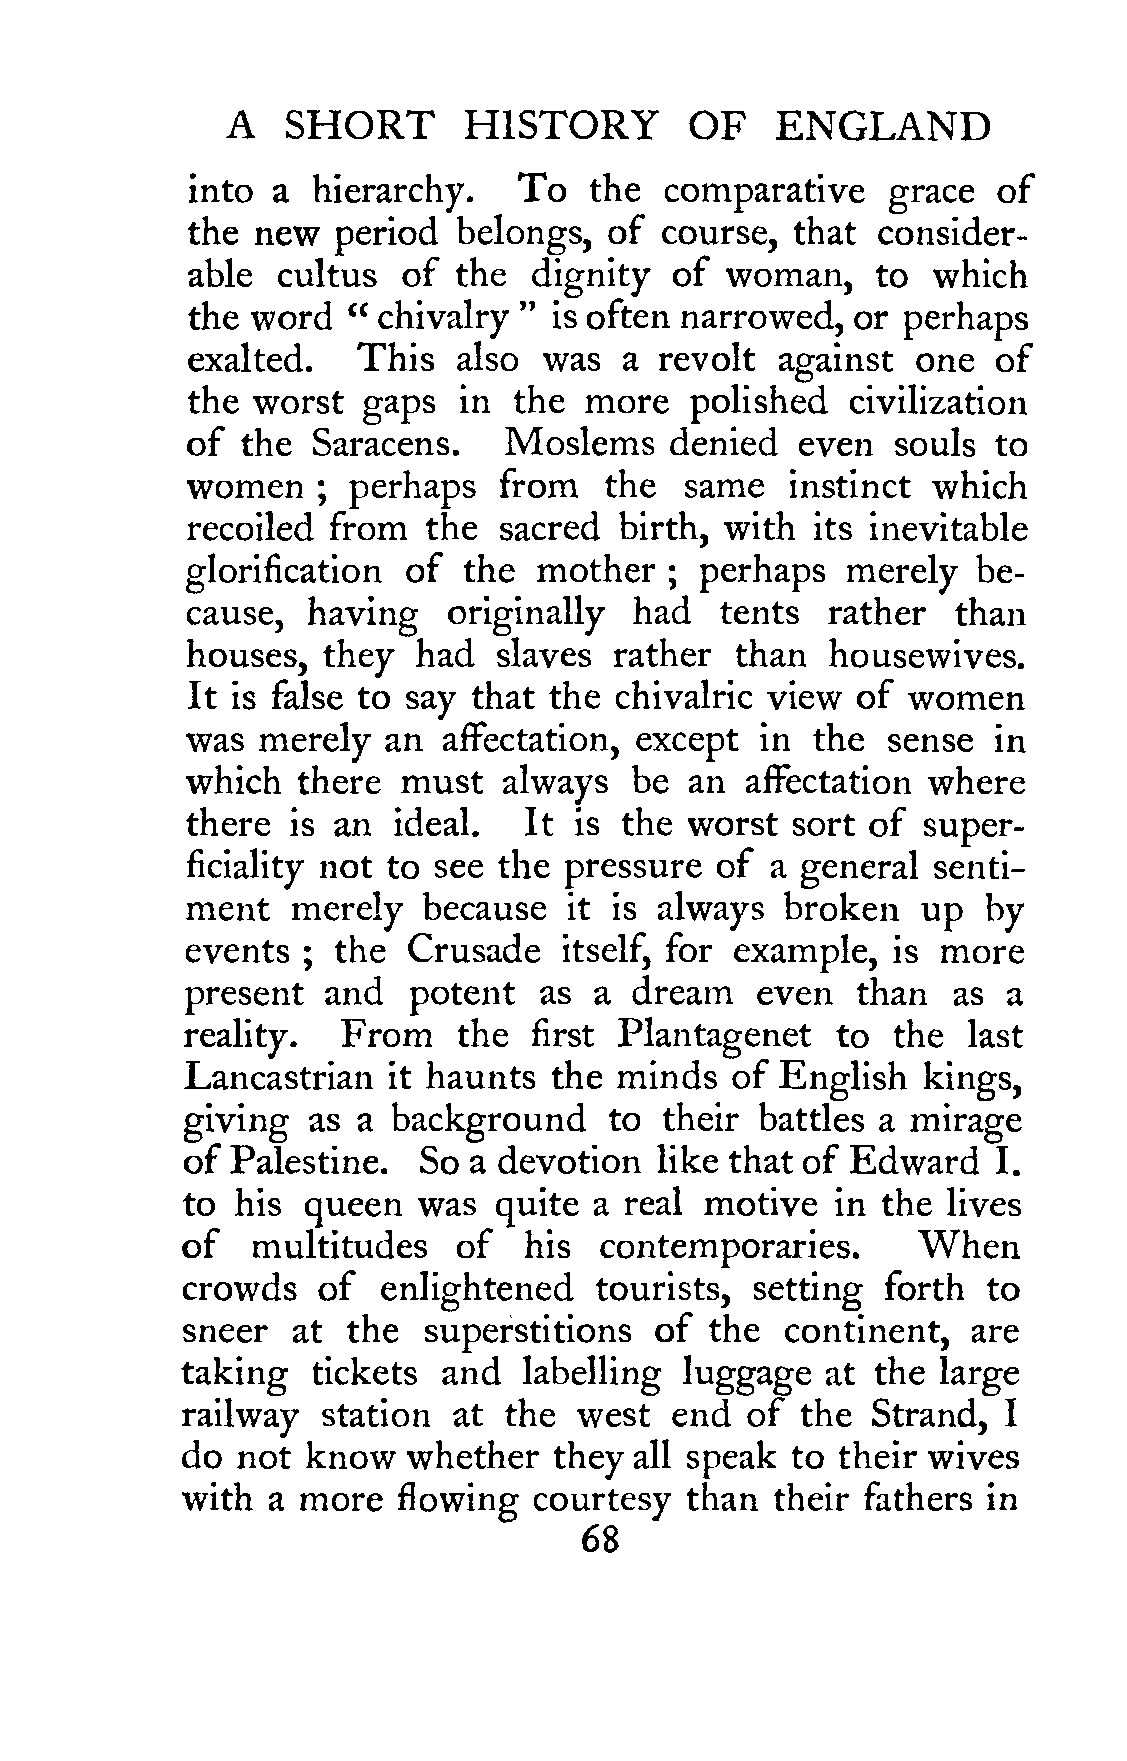 A SHORT HISTORY OF ENGLAND
into a hierarchy. To the comparative grace of
the new period belongs, of course, that consider-
able cultus of the dignity of woman, to which
the word “ chivalry ” is often narrowed, or perhaps
exalted. This also was a revolt against one of
the worst gaps in the more polished civilization
of the Saracens. Moslems denied even souls to
women ; perhaps from the same instinct which
recoiled from the sacred birth, with its inevitable
glorification of the mother ; perhaps merely be-
cause, having originally had tents rather than
houses, they had slaves rather than housewives.
It is false to say that the chivalric view of women
was merely an affectation, except in the sense in
which there must always be an affectation where
there is an ideal. It is the worst sort of super-
ficiality not to see the pressure of a general senti-
ment merely because it is always broken up by
events ; the Crusade itself, for example, is more
present and potent as a dream even than as a
reality. From the first Plantagenet to the last
Lancastrian it haunts the minds of English kings,
giving as a background to their battles a mirage
of Palestine. So a devotion like that of Edward I.
to his queen was quite a real motive in the lives
of multitudes of his contemporaries. When
crowds of enlightened tourists, setting forth to
sneer at the superstitions of the continent, are
taking tickets and labelling luggage at the large
railway station at the west end of the Strand, I
do not know whether they all speak to their wives
with a more flowing courtesy than their fathers in
68